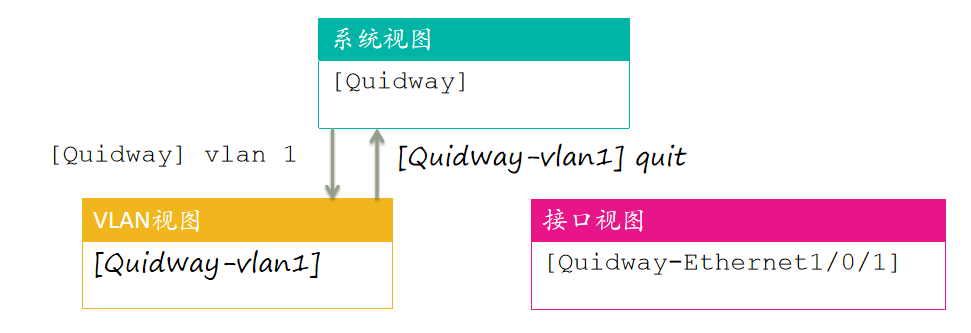 系统视图
[Quidway]
[Quidway] vlan 1
[Quidway-vlan1] quit
VLAN视图
[Quidway-vlan1]
接口视图
[Quidway-Ethernet1/0/1]